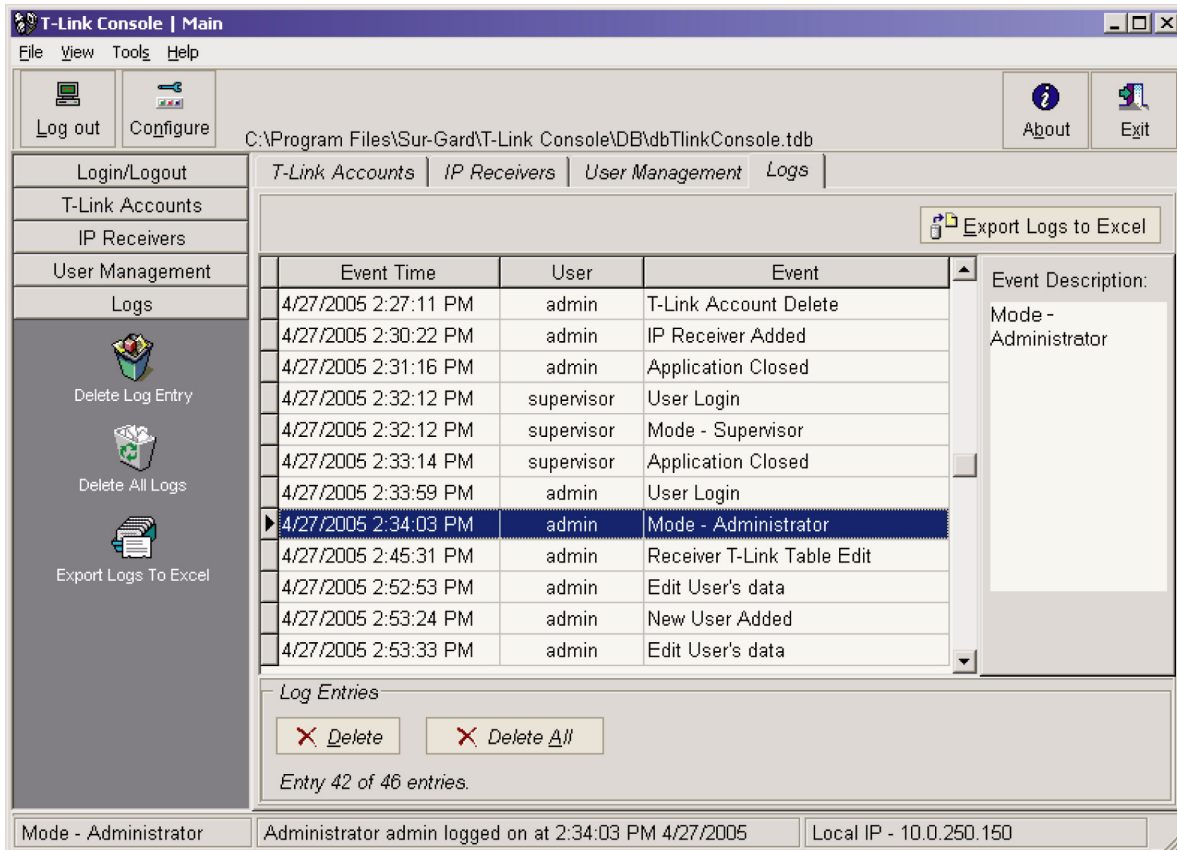 T-Link Console | Main
File View Tools Help
Log out Configure
C:\Program Files\Sur-Gard\T-Link Console\DB\dbTlinkConsole.tdb
About Exit
Login/Logout
T-Link Accounts
IP Receivers
User Management
Logs
Delete Log Entry
Delete All Logs
Export Logs To Excel
T-Link Accounts IP Receivers User Management Logs
Export Logs to Excel
Event Time User Event
4/27/2005 2:27:11 PM admin T-Link Account Delete
4/27/2005 2:30:22 PM admin IP Receiver Added
4/27/2005 2:31:16 PM admin Application Closed
4/27/2005 2:32:12 PM supervisor User Login
4/27/2005 2:32:12 PM supervisor Mode - Supervisor
4/27/2005 2:33:14 PM supervisor Application Closed
4/27/2005 2:33:59 PM admin User Login
4/27/2005 2:34:03 PM admin Mode - Administrator
4/27/2005 2:45:31 PM admin Receiver T-Link Table Edit
4/27/2005 2:52:53 PM admin Edit User's data
4/27/2005 2:53:24 PM admin New User Added
4/27/2005 2:53:33 PM admin Edit User's data
Event Description:
Mode -
Administrator
Log Entries
Delete Delete All
Entry 42 of 46 entries.
Mode - Administrator Administrator admin logged on at 2:34:03 PM 4/27/2005 Local IP - 10.0.250.150